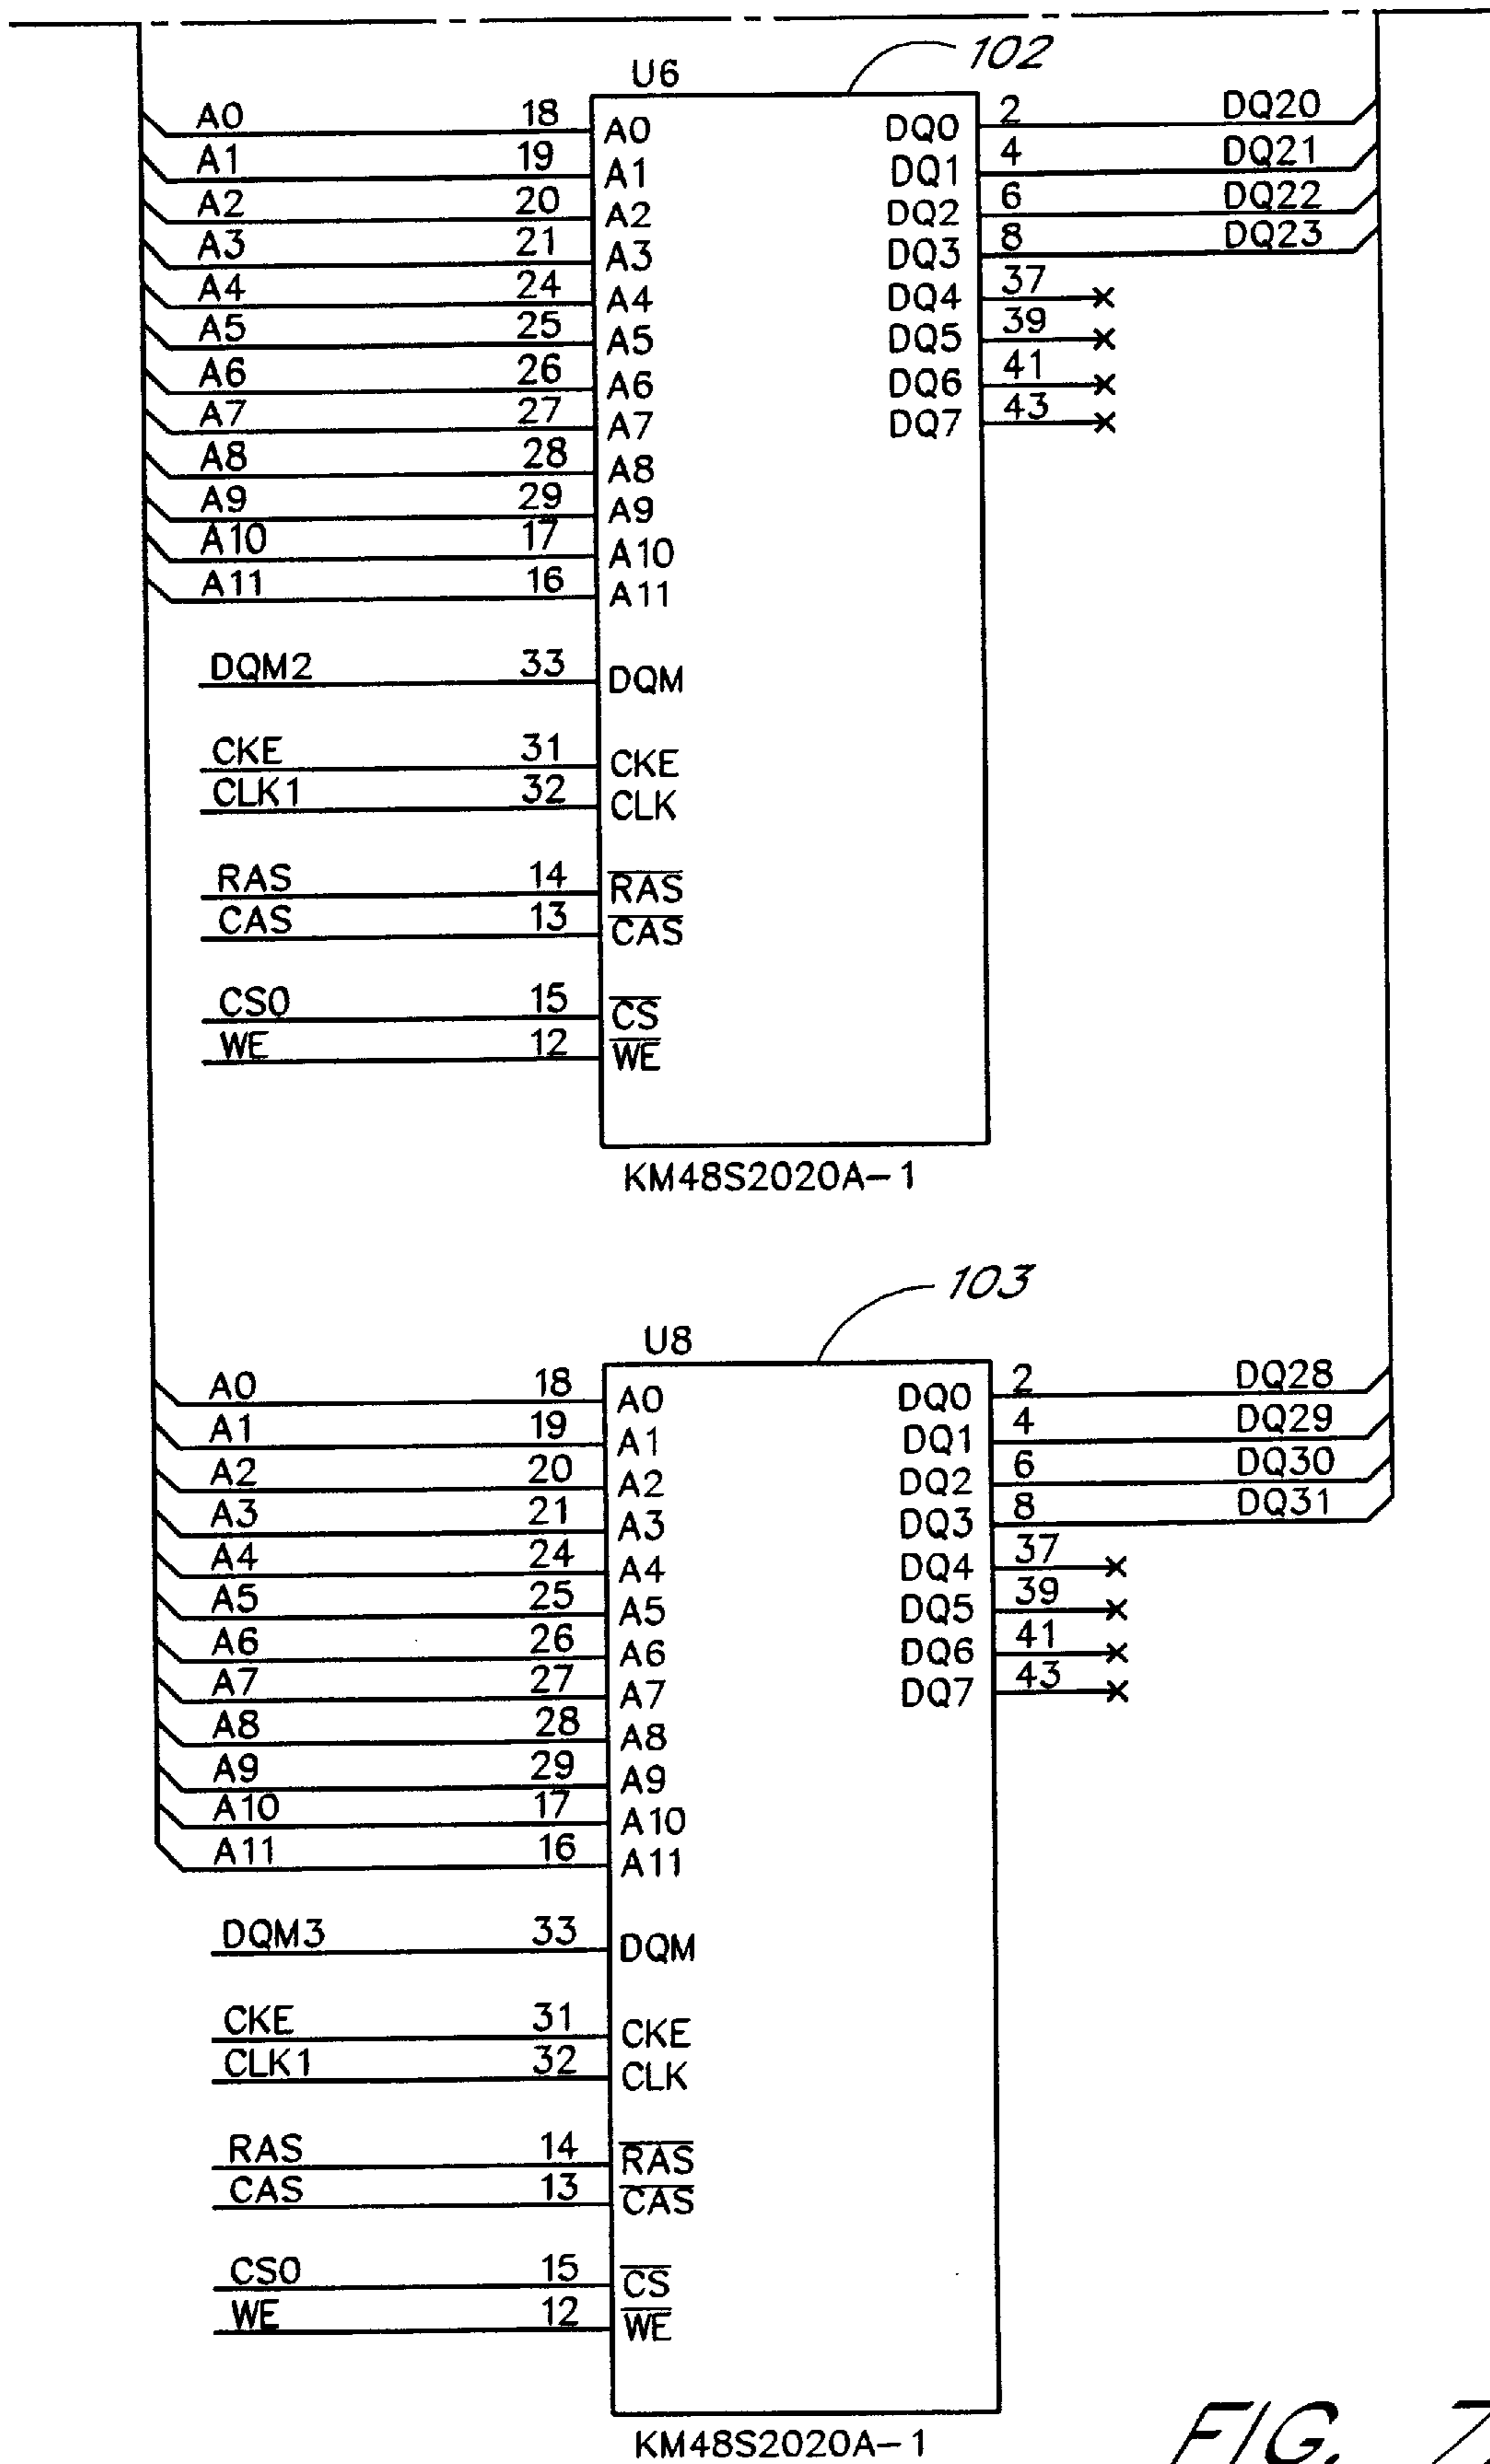 102
U6
A0 18 A0 DQ0 2 DQ20
A1 19 A1 DQ1 4 DQ21
A2 20 A2 DQ2 6 DQ22
A3 21 A3 DQ3 8 DQ23
A4 24 A4 DQ4 37
A5 25 A5 DQ5 39
A6 26 A6 DQ6 41
A7 27 A7 DQ7 43
A8 28 A8
A9 29 A9
A10 17 A10
A11 16 A11
DQM2 33 DQM
CKE 31 CKE
CLK1 32 CLK
RAS 14 RAS
CAS 13 CAS
CS0 15 CS
WE 12 WE
KM48S2020A-1
103
U8
A0 18 A0 DQ0 2 DQ28
A1 19 A1 DQ1 4 DQ29
A2 20 A2 DQ2 6 DQ30
A3 21 A3 DQ3 8 DQ31
A4 24 A4 DQ4 37
A5 25 A5 DQ5 39
A6 26 A6 DQ6 41
A7 27 A7 DQ7 43
A8 28 A8
A9 29 A9
A10 17 A10
A11 16 A11
DQM3 33 DQM
CKE 31 CKE
CLK1 32 CLK
RAS 14 RAS
CAS 13 CAS
CS0 15 CS
WE 12 WE
KM48S2020A-1
FIG.